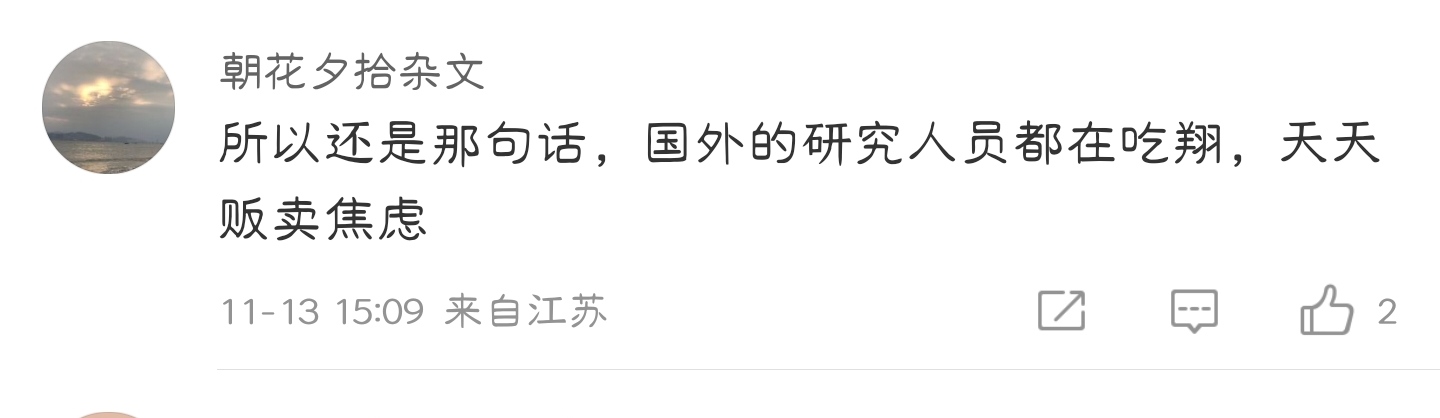 朝花夕拾杂文
所以还是那句话，国外的研究人员都在吃翔，天天
贩卖焦虑
11-13 15:09 来自江苏
2